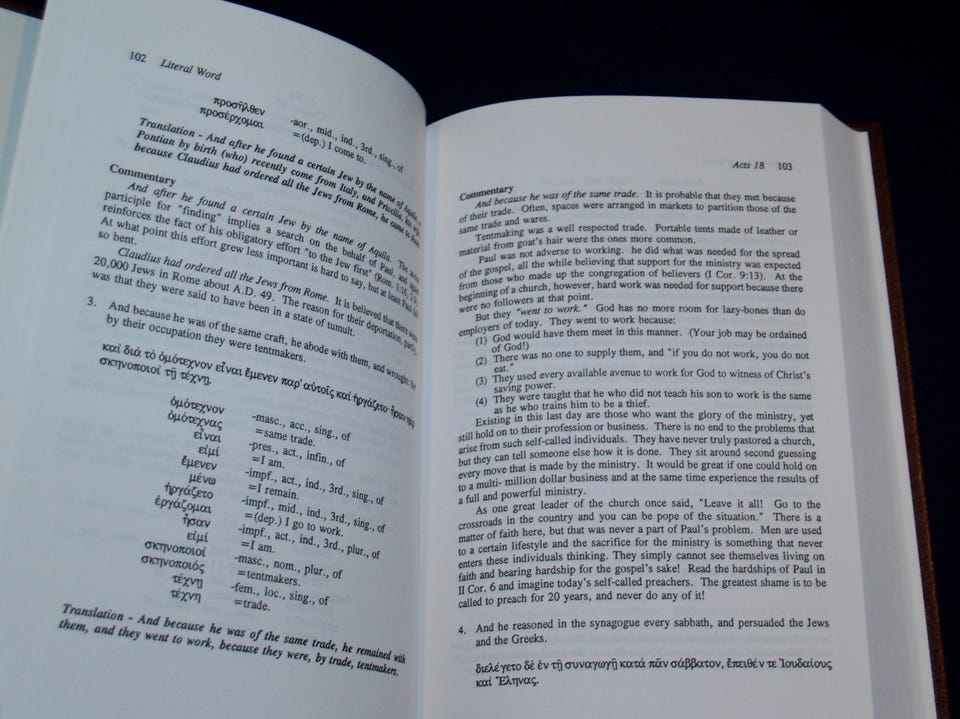 102 Literal Word
προσῆλθεν -aor., mid., ind., 3rd., sing., of
προσέρχομαι =(dep.) I come to.
Translation - And after he found a certain Jew by the name of Aquila, a
Pontian by birth (who) recently come from Italy, and Priscilla, his wife
because Claudius had ordered all the Jews from Rome, he came to them
Commentary
And after he found a certain Jew by the name of Aquila. The
participle for "finding" implies a search on the behalf of Paul, and again
reinforces the fact of his obligatory effort "to the Jew first" (Rom. 1:16,
At what point this effort grew less important is hard to say, but at least Paul
so bent.
Claudius had ordered all the Jews from Rome. It is believed that there were
20,000 Jews in Rome about A.D. 49. The reason for their deportation,
was that they were said to have been in a state of tumult.
3. And because he was of the same craft, he abode with them, and wrought: for
by their occupation they were tentmakers.
καὶ διὰ τὸ ὁμότεχνον εἶναι ἔμενεν παρ' αὐτοῖς καὶ ἠργάζετο· ἦσαν γὰρ
σκηνοποιοὶ τῇ τέχνῃ.
ὁμότεχνον -masc., acc., sing., of
ὁμότεχνας =same trade.
εἶναι -pres., act., infin., of
εἰμί =I am.
ἔμενεν -impf., act., ind., 3rd., sing., of
μένω =I remain.
ἠργάζετο -impf., mid., ind., 3rd., sing., of
ἐργάζομαι =(dep.) I go to work.
ἦσαν -impf., act., ind., 3rd., plur., of
εἰμί =I am.
σκηνοποιοὶ -masc., nom., plur., of
σκηνοποιός =tentmakers.
τέχνῃ -fem., loc., sing., of
τέχνη =trade.
Translation - And because he was of the same trade, he remained with
them, and they went to work, because they were, by trade, tentmakers.
Acts 18 103
Commentary
And because he was of the same trade. It is probable that they met because
of their trade. Often, spaces were arranged in markets to partition those of the
same trade and wares.
Tentmaking was a well respected trade. Portable tents made of leather or
material from goat's hair were the ones more common.
Paul was not adverse to working. he did what was needed for the spread
of the gospel, all the while believing that support for the ministry was expected
from those who made up the congregation of believers (I Cor. 9:13). At the
beginning of a church, however, hard work was needed for support because there
were no followers at that point.
But they "went to work." God has no more room for lazy-bones than do
employers of today. They went to work because:
(1) God would have them meet in this manner. (Your job may be ordained
of God!)
(2) There was no one to supply them, and "if you do not work, you do not
eat."
(3) They used every available avenue to work for God to witness of Christ's
saving power.
(4) They were taught that he who did not teach his son to work is the same
as he who trains him to be a thief.
Existing in this last day are those who want the glory of the ministry, yet
still hold on to their profession or business. There is no end to the problems that
arise from such self-called individuals. They have never truly pastored a church,
but they can tell someone else how it is done. They sit around second guessing
every move that is made by the ministry. It would be great if one could hold on
to a multi- million dollar business and at the same time experience the results of
a full and powerful ministry.
As one great leader of the church once said, "Leave it all! Go to the
crossroads in the country and you can be pope of the situation." There is a
matter of faith here, but that was never a part of Paul's problem. Men are used
to a certain lifestyle and the sacrifice for the ministry is something that never
enters these individuals thinking. They simply cannot see themselves living on
faith and bearing hardship for the gospel's sake! Read the hardships of Paul in
II Cor. 6 and imagine today's self-called preachers. The greatest shame is to be
called to preach for 20 years, and never do any of it!
4. And he reasoned in the synagogue every sabbath, and persuaded the Jews
and the Greeks.
διελέγετο δὲ ἐν τῇ συναγωγῇ κατὰ πᾶν σάββατον, ἔπειθέν τε Ἰουδαίους
καὶ Ἕληνας.